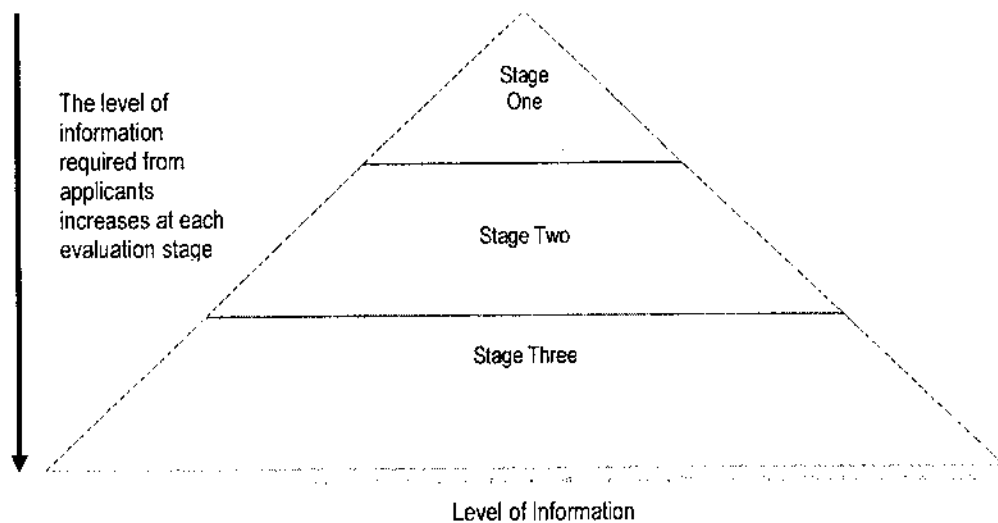 Stage
One
The level of
information
required from
applicants
increases at each
evaluation stage
Stage Two
Stage Three
Level of Information